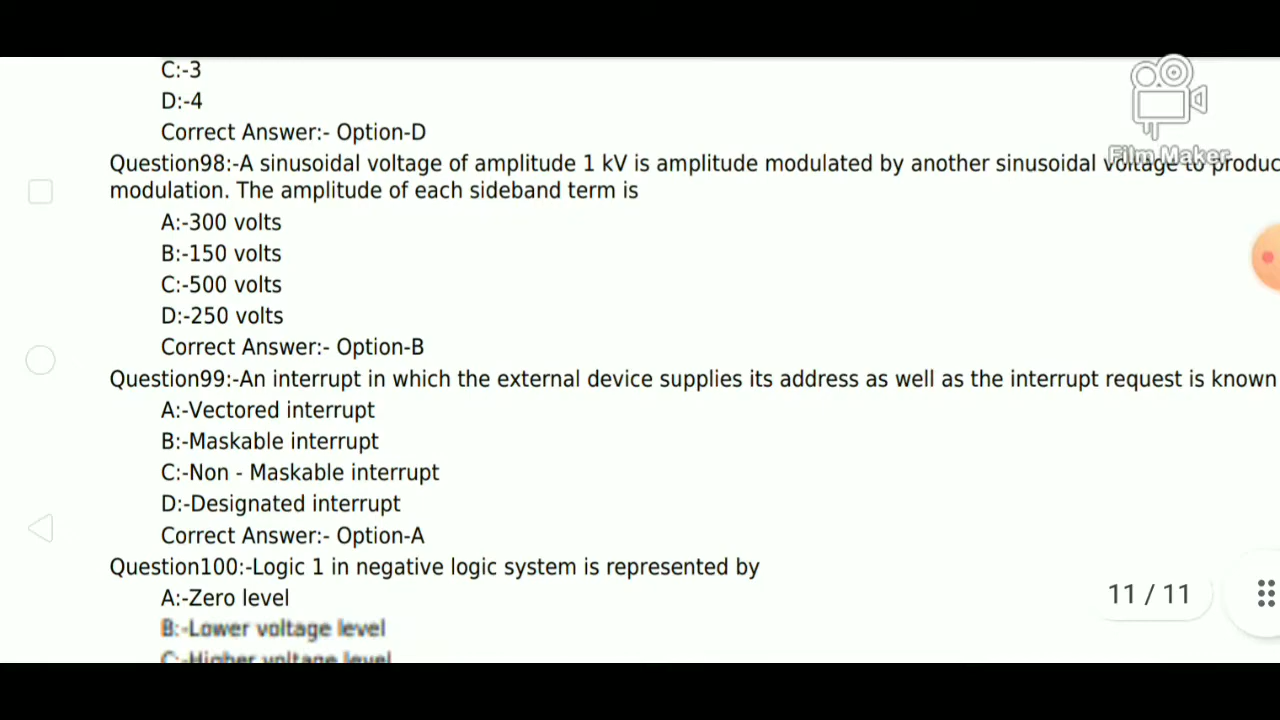 C:-3
D:-4
Correct Answer:- Option-D
Question98:-A sinusoidal voltage of amplitude 1 kV is amplitude modulated by another sinusoidal voltage to produc
modulation. The amplitude of each sideband term is
A:-300 volts
B:-150 volts
C:-500 volts
D:-250 volts
Correct Answer:- Option-B
Question99:-An interrupt in which the external device supplies its address as well as the interrupt request is known
A:-Vectored interrupt
B:-Maskable interrupt
C:-Non - Maskable interrupt
D:-Designated interrupt
Correct Answer:- Option-A
Question100:-Logic 1 in negative logic system is represented by
A:-Zero level
B:-Lower voltage level
C:-Higher voltage level
Film Maker
11 / 11